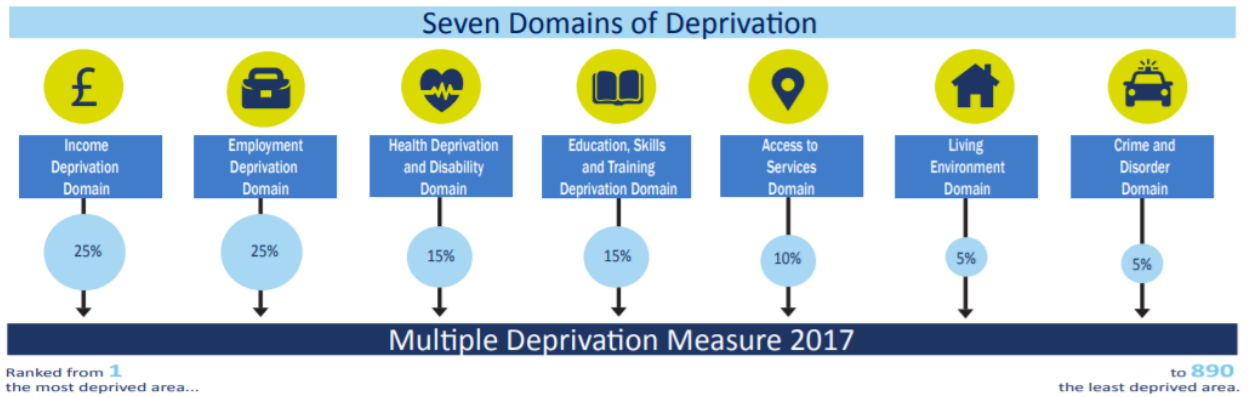 Seven Domains of Deprivation
£
Income
Deprivation
Domain
Employment
Deprivation
Domain
Health Deprivation
and Disability
Domain
Education, Skills
and Training
Deprivation Domain
Access to
Services
Domain
Living
Environment
Domain
Crime and
Disorder
Domain
25%
25%
15%
15%
10%
5%
5%
Multiple Deprivation Measure 2017
Ranked from 1
the most deprived area...
to 890
the least deprived area.